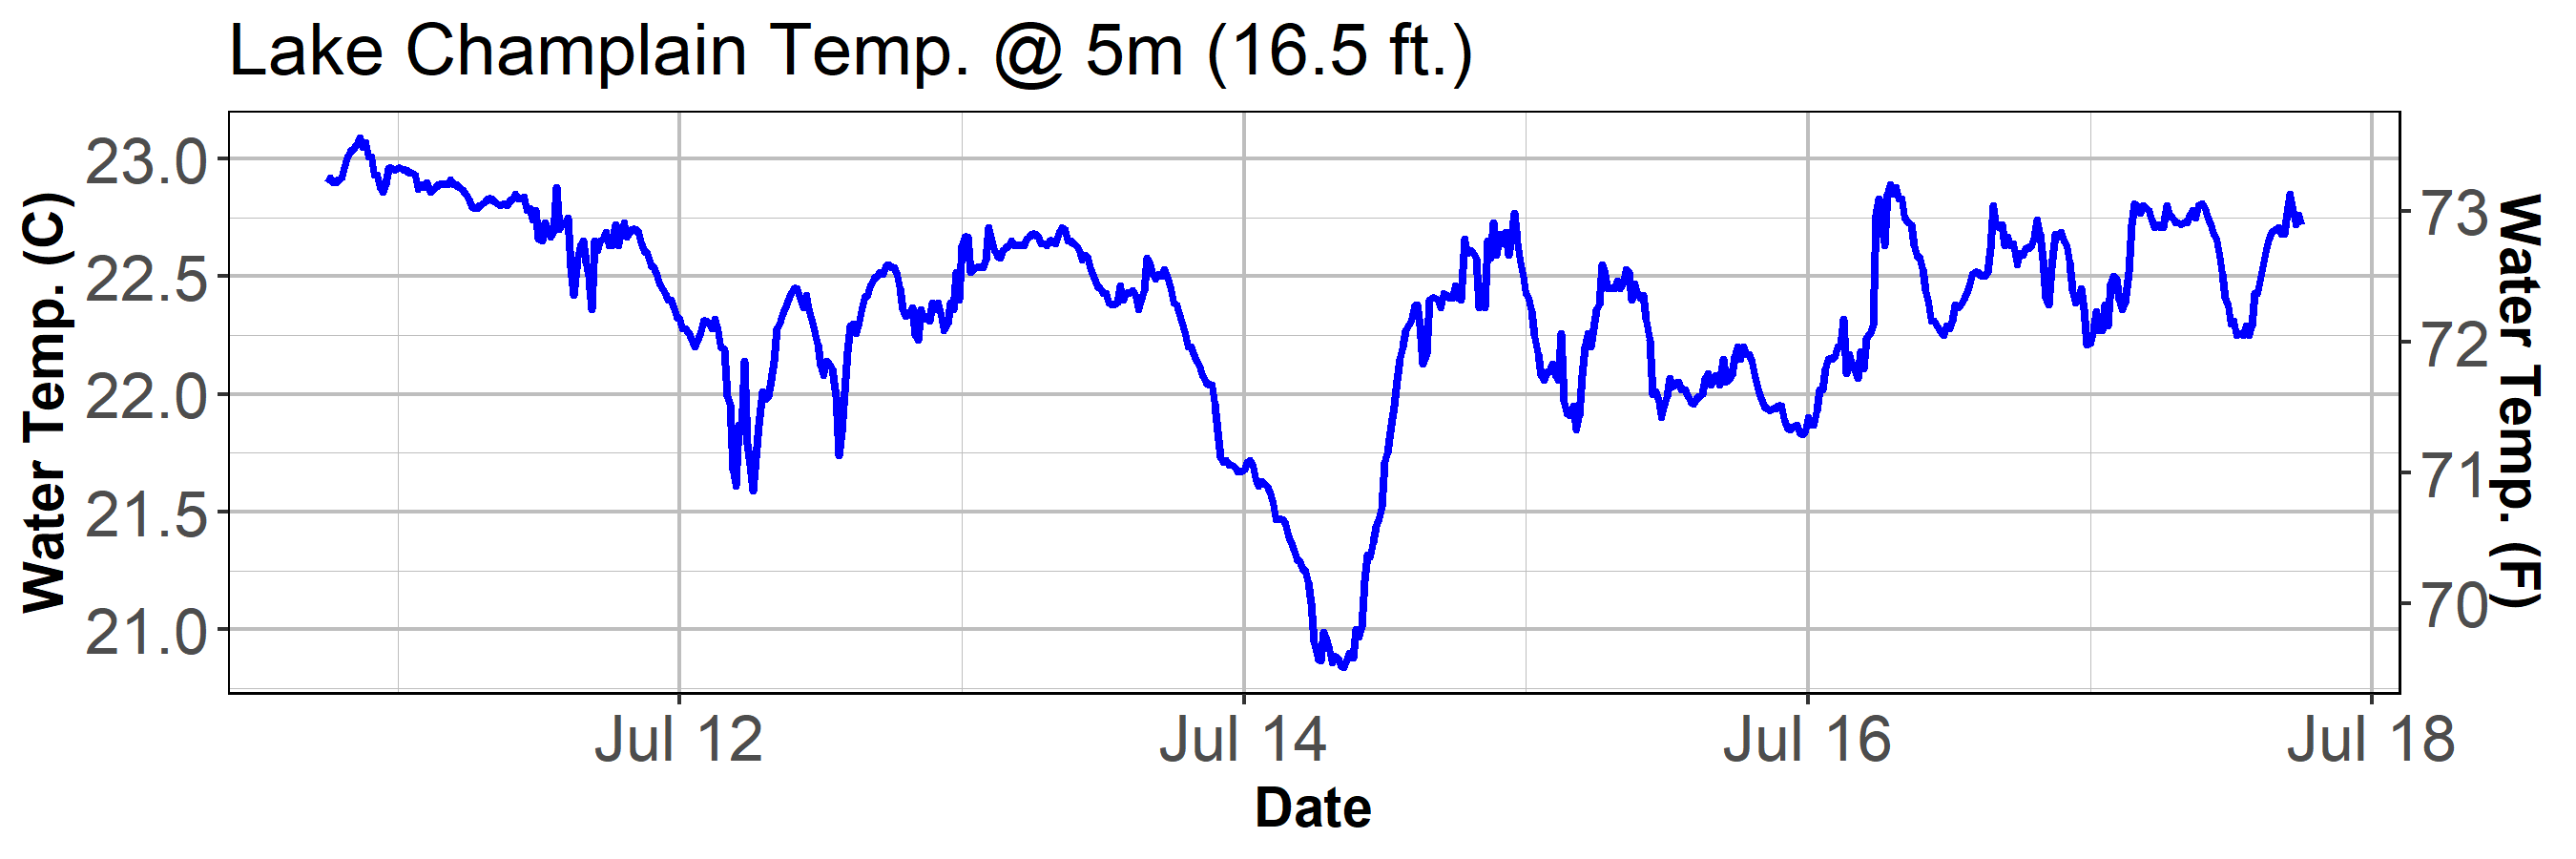 Lake Champlain Temp. @ 5m (16.5 ft.)
Water Temp. (C)
23.0
22.5
22.0
21.5
21.0
73
72
71
70
Water Temp. (F)
Jul 12 Jul 14 Jul 16 Jul 18
Date